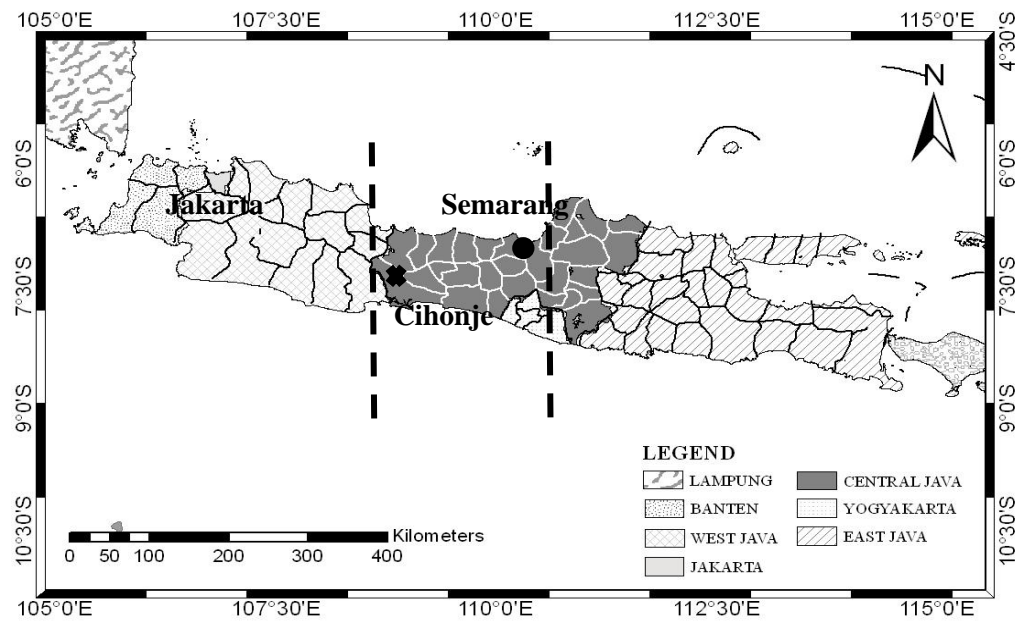 105°0'E 107°30'E 110°0'E 112°30'E 115°0'E
4°30'S 6°0'S 7°30'S 9°0'S 10°30'S
6°0'S 7°30'S 9°0'S 10°30'S
N
Jakarta
Semarang
Cihonje
LEGEND
LAMPUNG
BANTEN
WEST JAVA
JAKARTA
CENTRAL JAVA
YOGYAKARTA
EAST JAVA
Kilometers
0 50 100 200 300 400
105°0'E 107°30'E 110°0'E 112°30'E 115°0'E